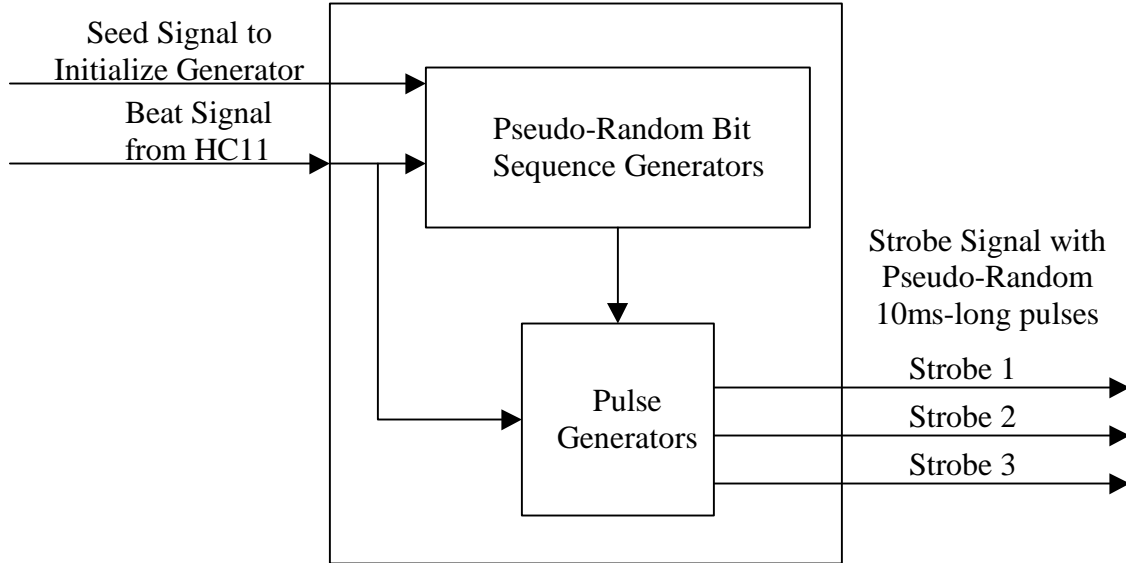 Seed Signal to
Initialize Generator
Beat Signal
from HC11
Pseudo-Random Bit
Sequence Generators
Strobe Signal with
Pseudo-Random
10ms-long pulses
Pulse
Generators
Strobe 1
Strobe 2
Strobe 3